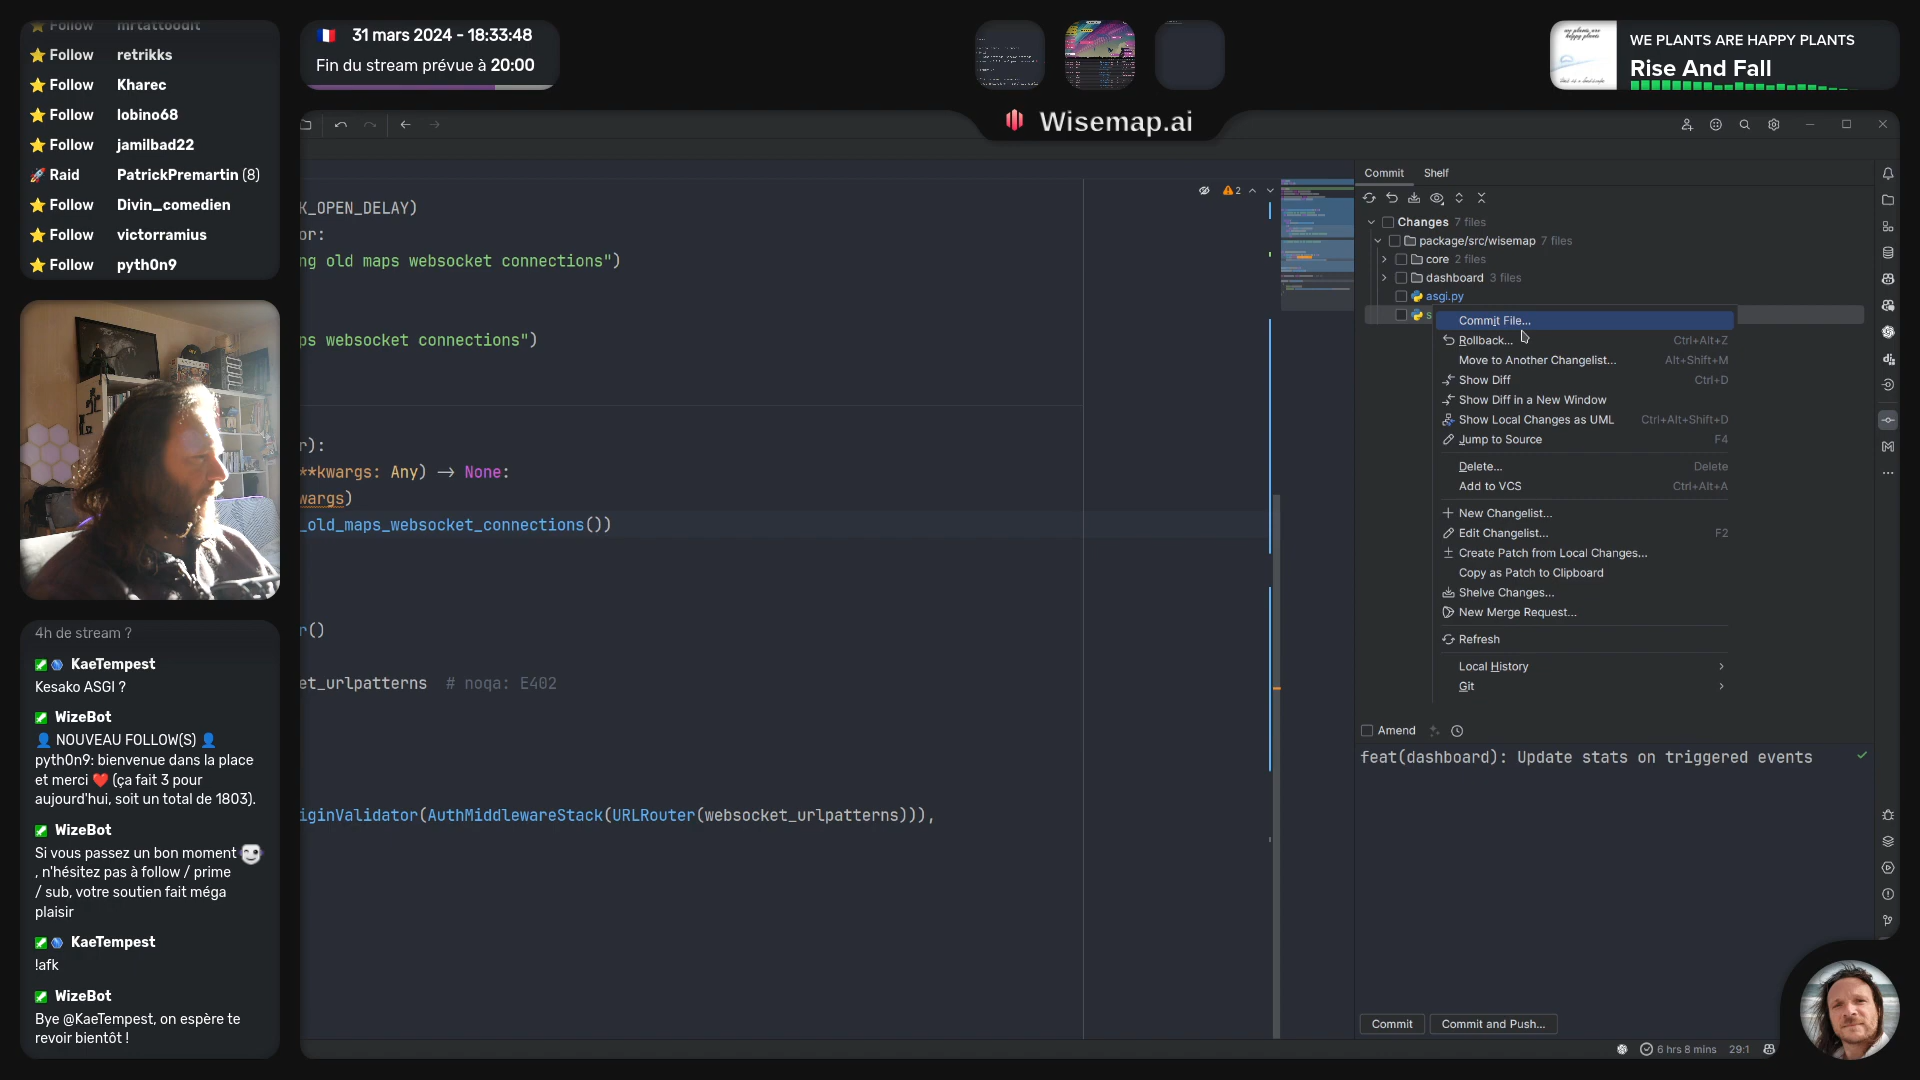 Follow mrtattoodit
Follow retrikks
Follow Kharec
Follow lobino68
Follow jamilbad22
Raid PatrickPremartin (8)
Follow Divin_comedien
Follow victorramius
Follow pyth0n9
31 mars 2024 - 18:33:48
Fin du stream prévue à 20:00
WE PLANTS ARE HAPPY PLANTS
Rise And Fall
Wisemap.ai
K_OPEN_DELAY)
or:
ng old maps websocket connections")
ps websocket connections")
r):
**kwargs: Any) → None:
wargs)
_old_maps_websocket_connections())
r()
et_urlpatterns # noqa: E402
iginValidator(AuthMiddlewareStack(URLRouter(websocket_urlpatterns))),
2
Commit Shelf
Changes 7 files
package/src/wisemap 7 files
core 2 files
dashboard 3 files
asgi.py
s
Commit File...
Rollback... Ctrl+Alt+Z
Move to Another Changelist... Alt+Shift+M
Show Diff Ctrl+D
Show Diff in a New Window
Show Local Changes as UML Ctrl+Alt+Shift+D
Jump to Source F4
Delete... Delete
Add to VCS Ctrl+Alt+A
New Changelist...
Edit Changelist... F2
Create Patch from Local Changes...
Copy as Patch to Clipboard
Shelve Changes...
New Merge Request...
Refresh
Local History
Git
Amend
feat(dashboard): Update stats on triggered events
Commit Commit and Push...
6 hrs 8 mins 29:1
4h de stream ?
KaeTempest
Kesako ASGI ?
WizeBot
NOUVEAU FOLLOW(S)
pyth0n9: bienvenue dans la place
et merci ❤️ (ça fait 3 pour
aujourd'hui, soit un total de 1803).
WizeBot
Si vous passez un bon moment
, n'hésitez pas à follow / prime
/ sub, votre soutien fait méga
plaisir
KaeTempest
!afk
WizeBot
Bye @KaeTempest, on espère te
revoir bientôt !